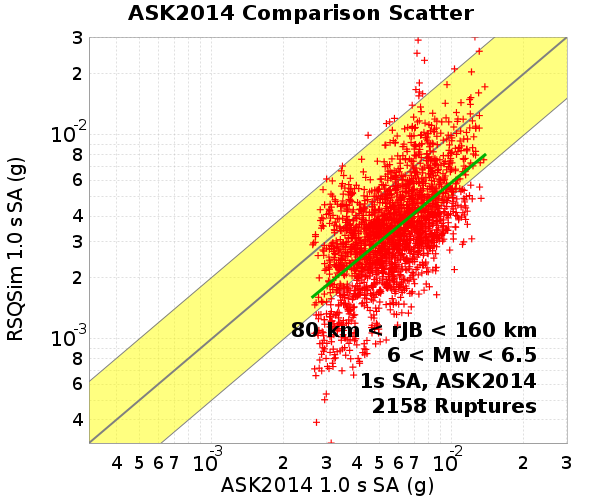 ASK2014 Comparison Scatter
RSQSim 1.0 s SA (g)
3
2
10-2
8
6
4
3
2
10-3
8
6
4
80 km < rJB < 160 km
6 < Mw < 6.5
1s SA, ASK2014
2158 Ruptures
4 5 6 7 10-3 2 3 4 5 6 7 10-2 2 3
ASK2014 1.0 s SA (g)